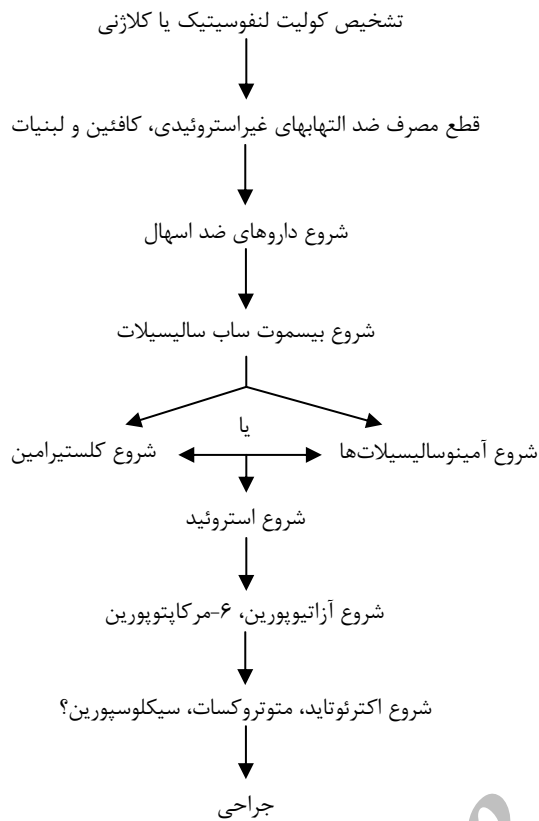 تشخیص کولیت لنفوسیتیک یا کلاژنی
قطع مصرف ضد التهابهای غیراستروئیدی، کافئین و لبنیات
شروع داروهای ضد اسهال
شروع بیسموت ساب سالیسیلات
یا
شروع آمینوسالیسیلات‌ها
شروع کلستیرامین
شروع استروئید
شروع آزاتیوپورین، ۶-مرکاپتوپورین
شروع اکترئوتاید، متوتروکسات، سیکلوسپورین؟
جراحی